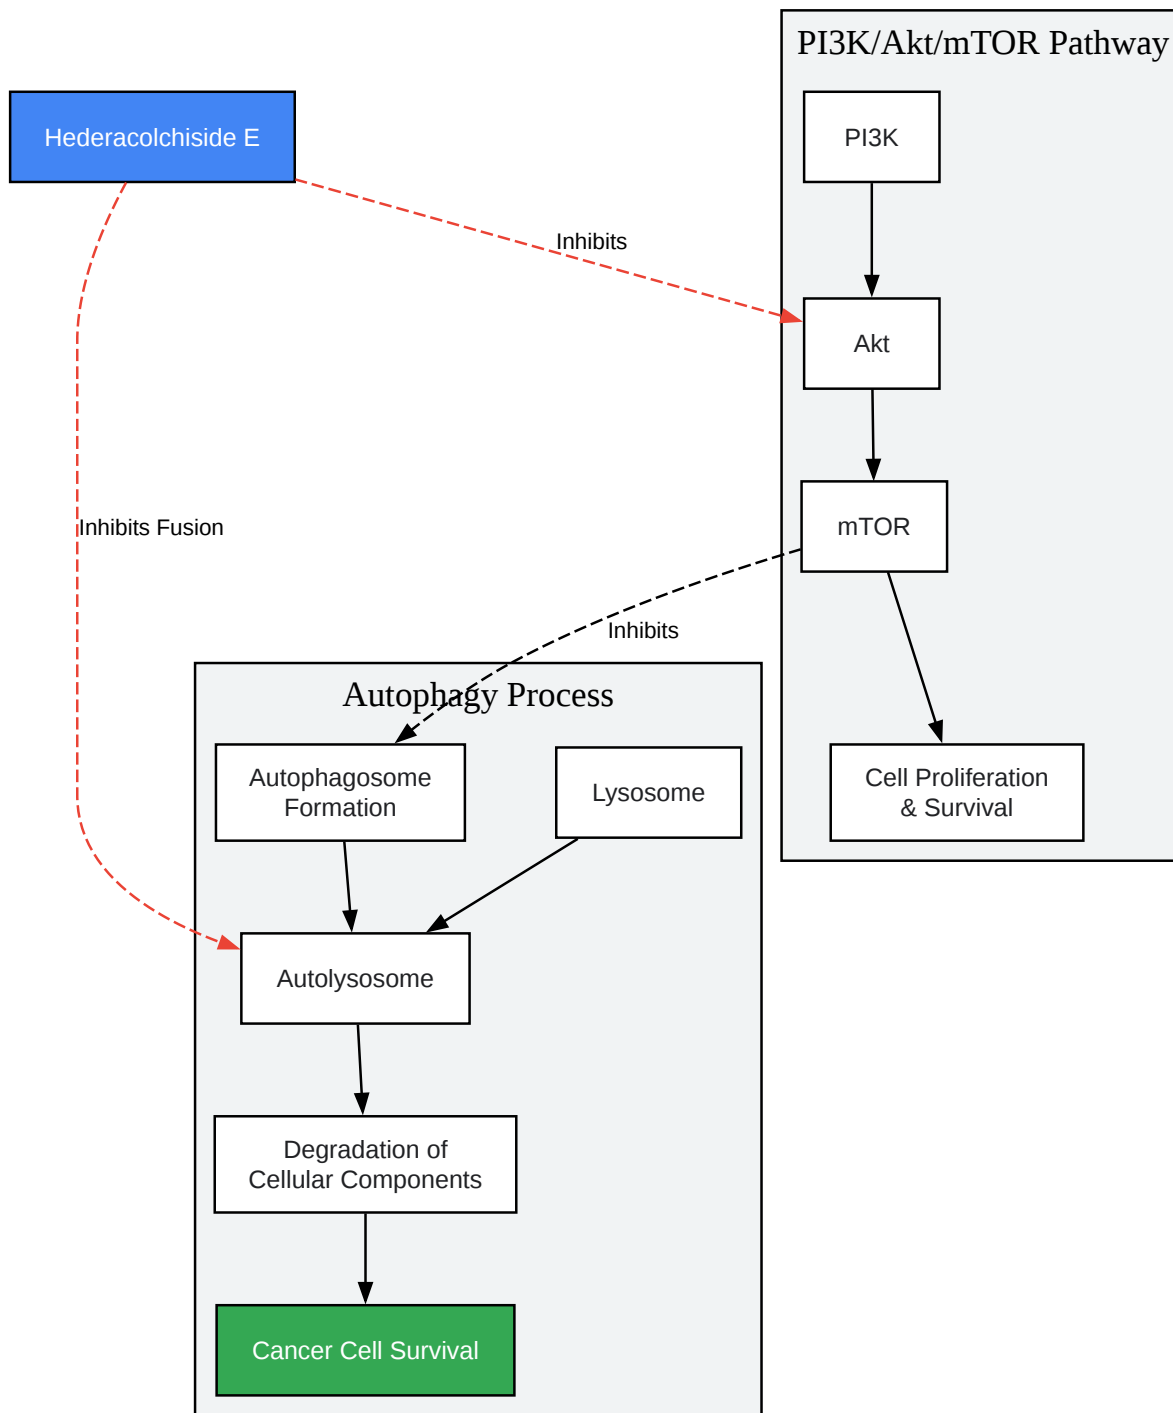 PI3K/Akt/mTOR Pathway
Hederacolchiside E
PI3K
Inhibits
Akt
Inhibits Fusion
mTOR
Inhibits
Autophagy Process
Autophagosome
Formation
Lysosome
Cell Proliferation
& Survival
Autolysosome
Degradation of
Cellular Components
Cancer Cell Survival